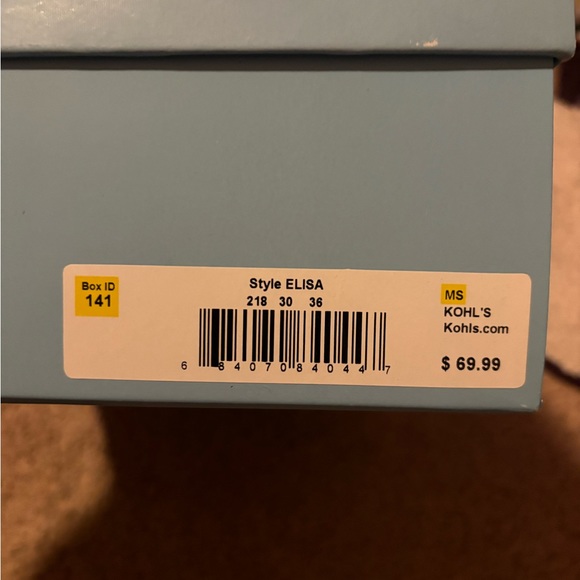 Box ID
141
Style ELISA
218 30 36
6 84070 84044 7
MS
KOHL'S
Kohls.com
$ 69.99